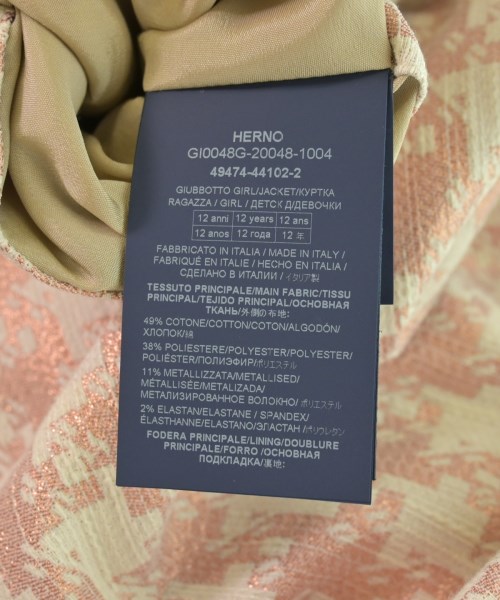 HERNO
GI0048G-20048-1004
49474-44102-2
GIUBBOTTO GIRL/JACKET/КУРТКА
RAGAZZA / GIRL / ДЕТСК Д/ДЕВОЧКИ
12 anni 12 years 12 ans
12 anos 12 года 12 年
FABBRICATO IN ITALIA / MADE IN ITALY /
FABRIQUÉ EN ITALIE / HECHO EN ITALIA /
СДЕЛАНО В ИТАЛИИ / イタリア製
TESSUTO PRINCIPALE/MAIN FABRIC/TISSU
PRINCIPAL/TEJIDO PRINCIPAL/ОСНОВНАЯ
ТКАНЬ/外側の布地:
49% COTONE/COTTON/COTON/ALGODÓN/
ХЛОПОК/綿
38% POLIESTERE/POLYESTER/POLYESTER/
POLIÉSTER/ПОЛИЭФИР/ポリエステル
11% METALLIZZATA/METALLISED/
MÉTALLISÉE/METALIZADA/
МЕТАЛИЗИРОВАННОЕ ВОЛОКНО/ポリエステル
2% ELASTAN/ELASTANE / SPANDEX/
ÉLASTHANNE/ELASTANO/ЭЛАСТАН /ポリウレタン
FODERA PRINCIPALE/LINING/DOUBLURE
PRINCIPALE/FORRO /ОСНОВНАЯ
ПОДКЛАДКА/裏地: